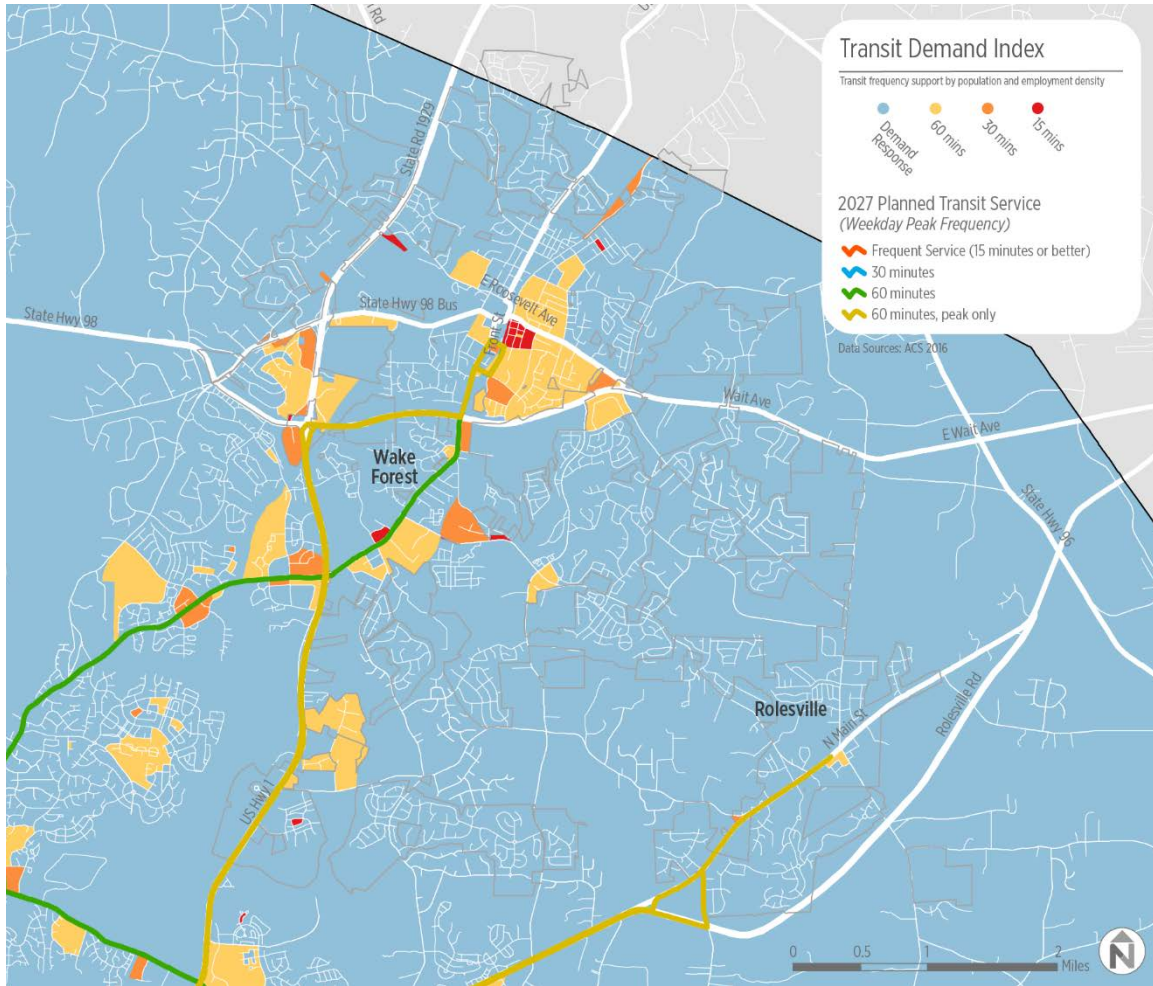 Rd
State Rd 1929
Transit Demand Index
Transit frequency support by population and employment density
Demand
Response
60 mins
30 mins
15 mins
2027 Planned Transit Service
(Weekday Peak Frequency)
Frequent Service (15 minutes or better)
30 minutes
60 minutes
60 minutes, peak only
Data Sources: ACS 2016
State Hwy 98
State Hwy 98 Bus
E Roosevelt Ave
Front St
Wait Ave
E Wait Ave
State Hwy 96
Wake
Forest
Rolesville
N Main St
Rolesville Rd
US Hwy 1
0 0.5 1 2
Miles
N